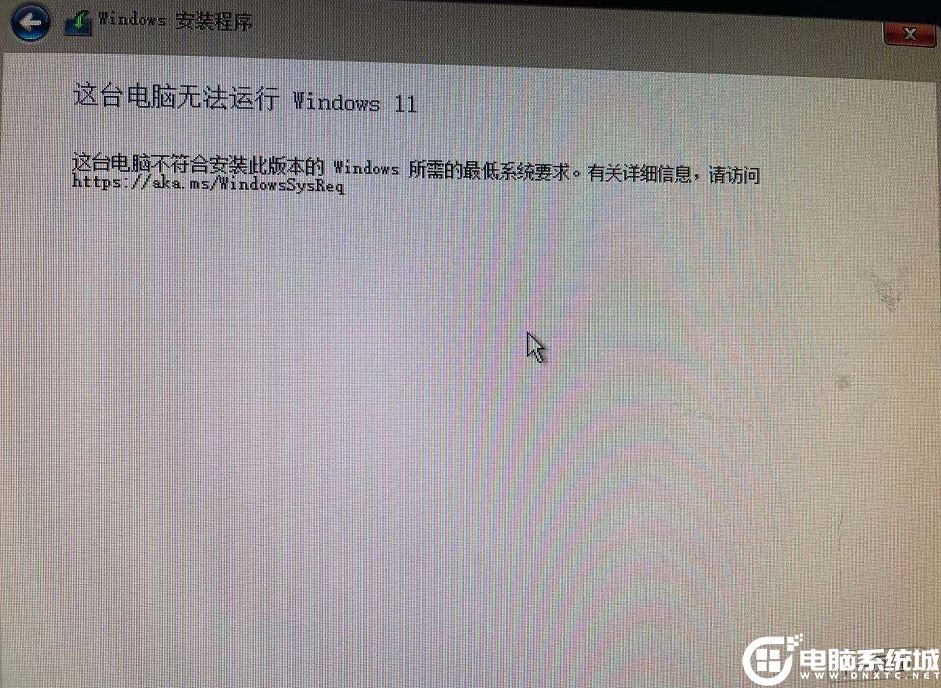 Windows 安装程序
这台电脑无法运行 Windows 11
这台电脑不符合安装此版本的 Windows 所需的最低系统要求。有关详细信息，请访问
https://aka.ms/WindowsSysReq
电脑系统城
WWW.DNXTC.NET